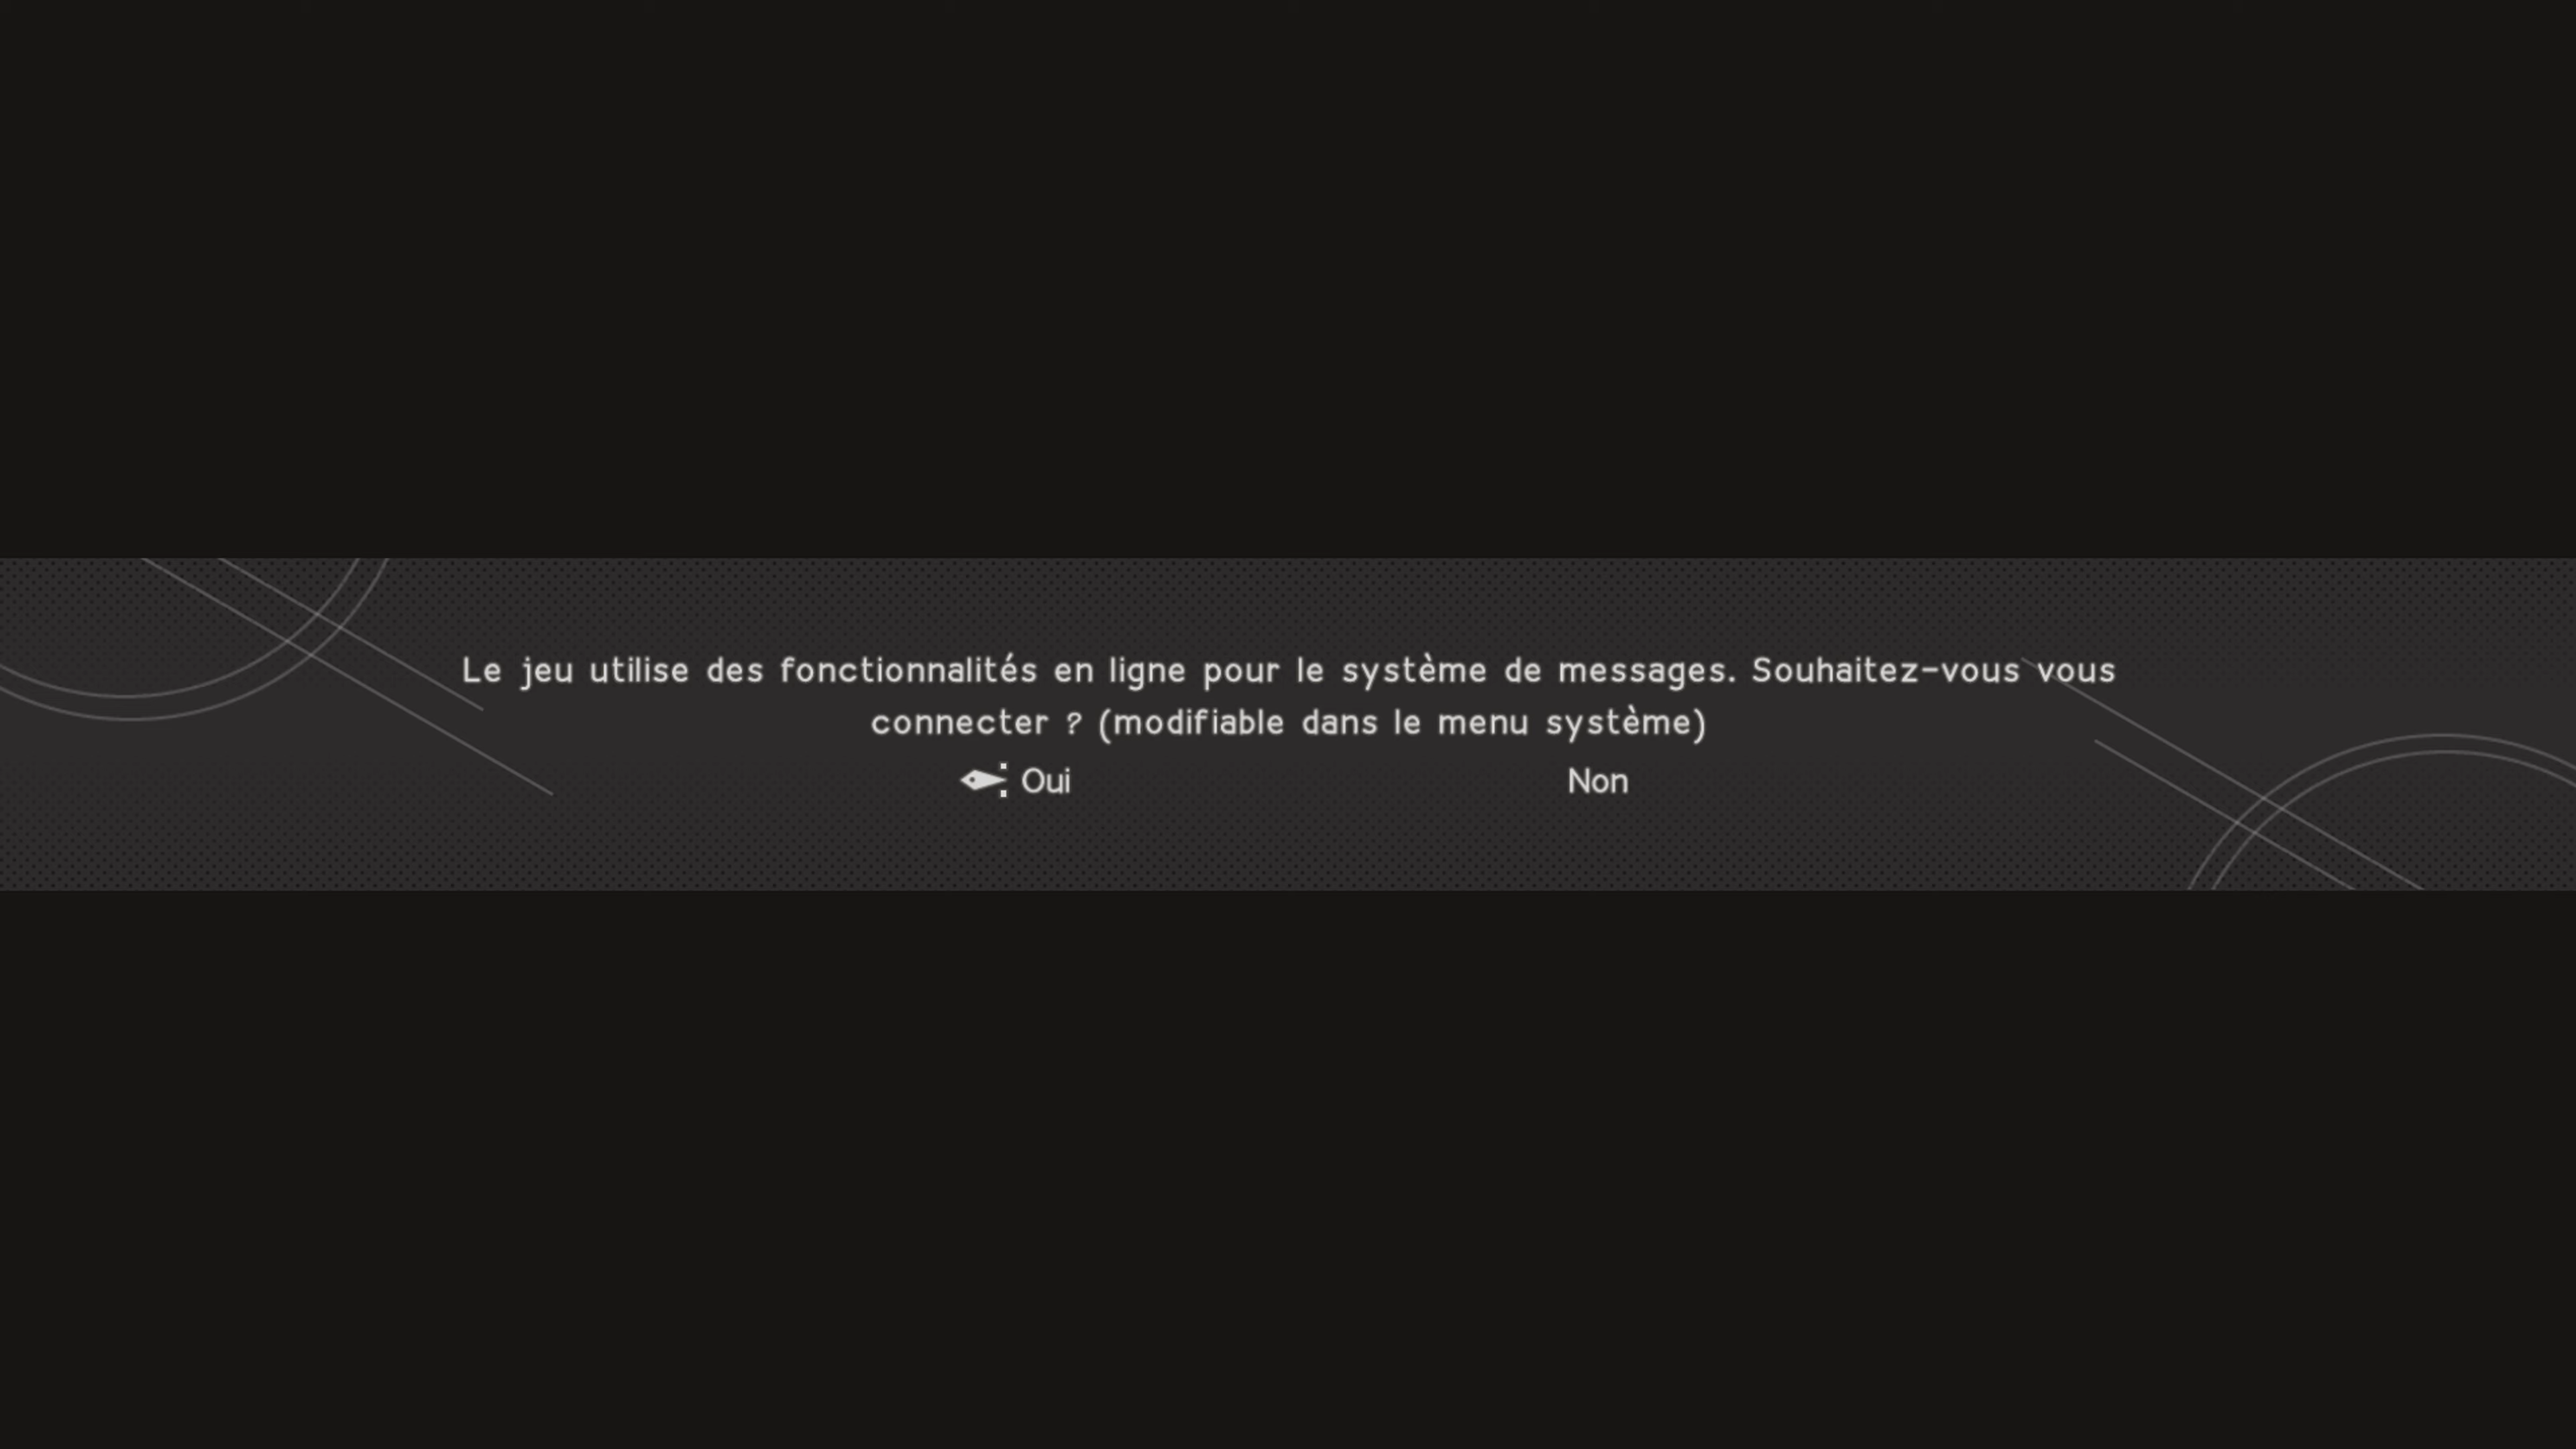 Le jeu utilise des fonctionnalités en ligne pour le système de messages. Souhaitez-vous vous
connecter ? (modifiable dans le menu système)
Oui Non